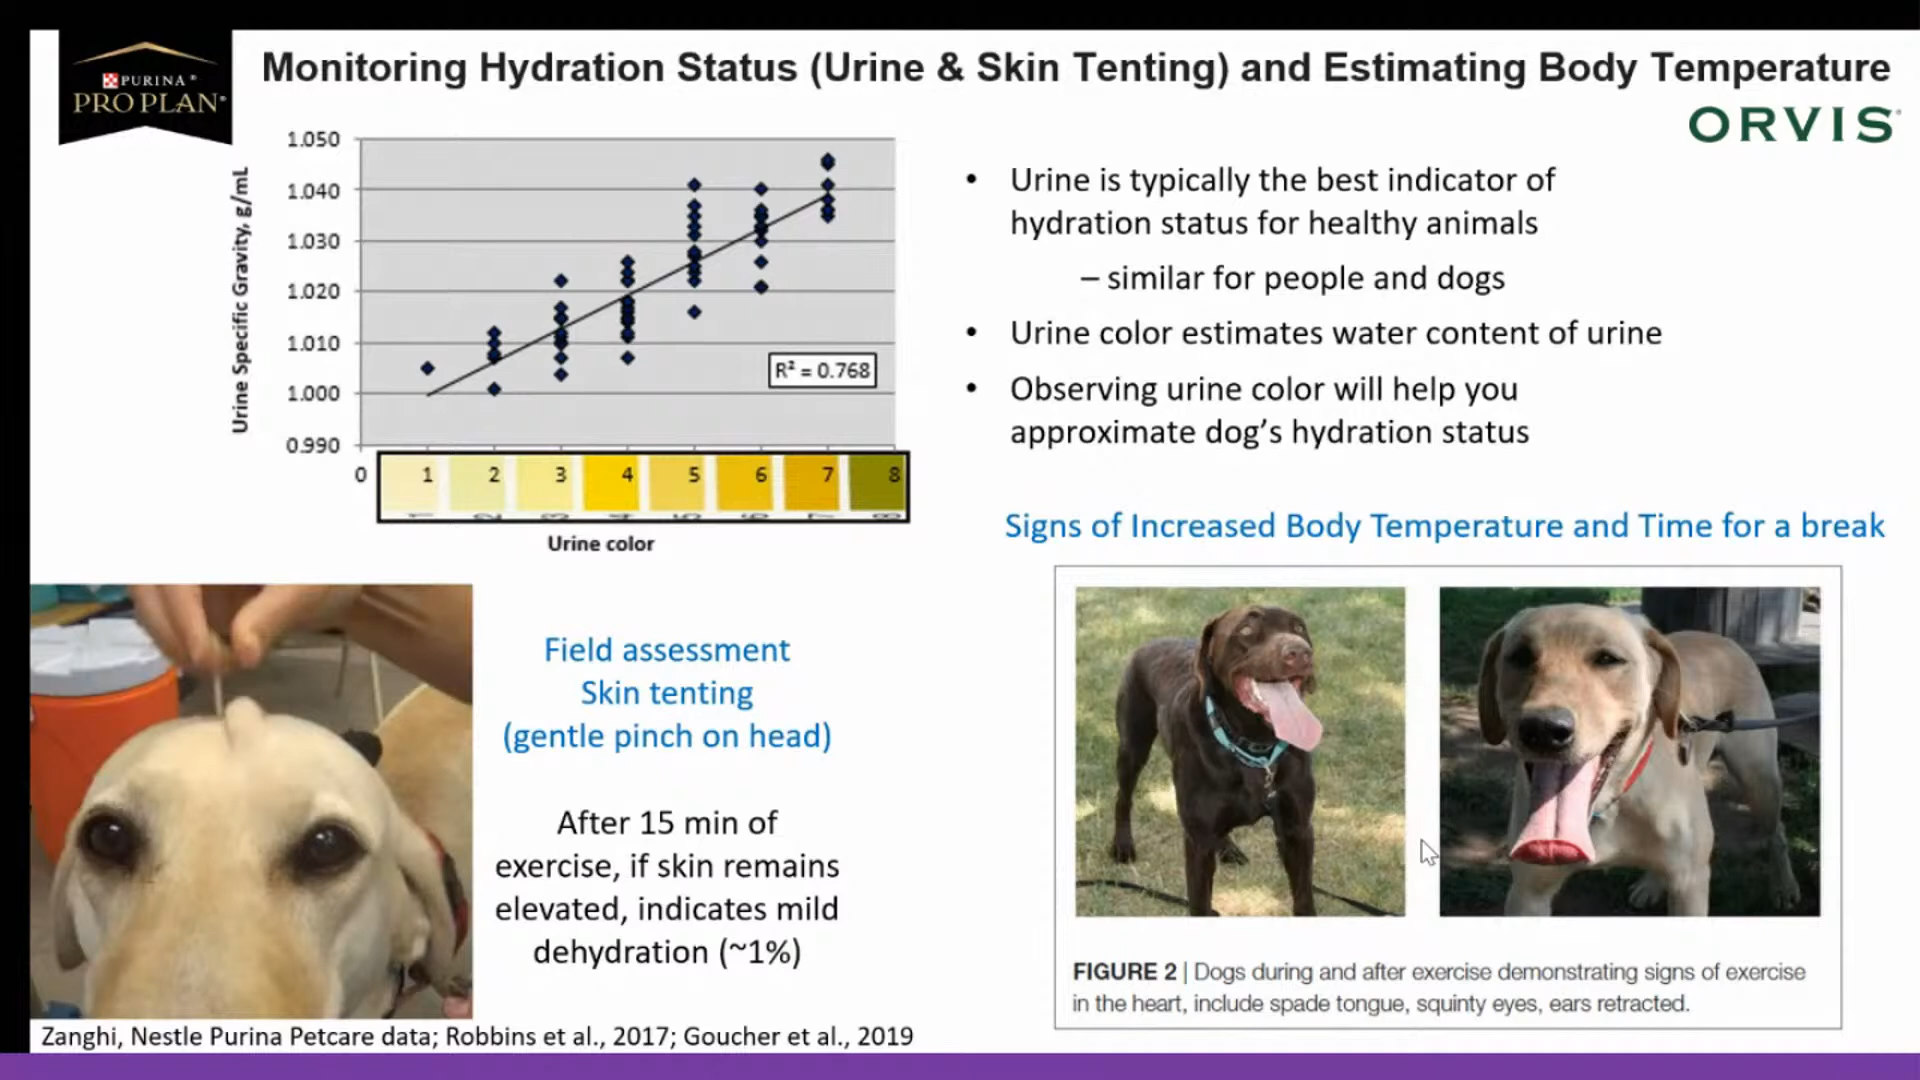 PURINA®
PRO PLAN®
Monitoring Hydration Status (Urine & Skin Tenting) and Estimating Body Temperature
ORVIS®
Urine Specific Gravity, g/mL
1.050
1.040
1.030
1.020
1.010
1.000
0.990
R² = 0.768
0 1 2 3 4 5 6 7 8
Urine color
• Urine is typically the best indicator of
hydration status for healthy animals
– similar for people and dogs
• Urine color estimates water content of urine
• Observing urine color will help you
approximate dog's hydration status
Signs of Increased Body Temperature and Time for a break
Field assessment
Skin tenting
(gentle pinch on head)
After 15 min of
exercise, if skin remains
elevated, indicates mild
dehydration (~1%)
FIGURE 2 | Dogs during and after exercise demonstrating signs of exercise
in the heart, include spade tongue, squinty eyes, ears retracted.
Zanghi, Nestle Purina Petcare data; Robbins et al., 2017; Goucher et al., 2019